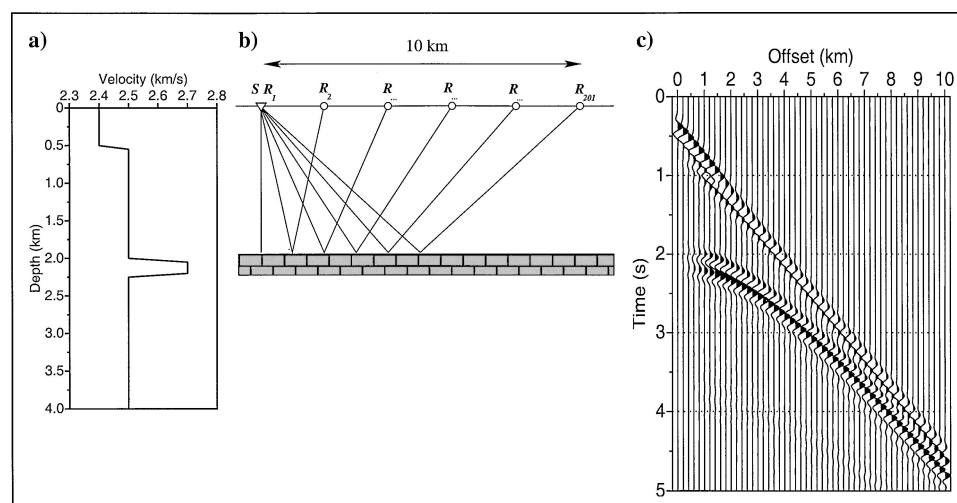 a)
Velocity (km/s)
2.3 2.4 2.5 2.6 2.7 2.8
Depth (km)
0
0.5
1.0
1.5
2.0
2.5
3.0
3.5
4.0
b)
10 km
S R1 R2 R... R... R... R201
c)
Offset (km)
0 1 2 3 4 5 6 7 8 9 10
Time (s)
0
1
2
3
4
5